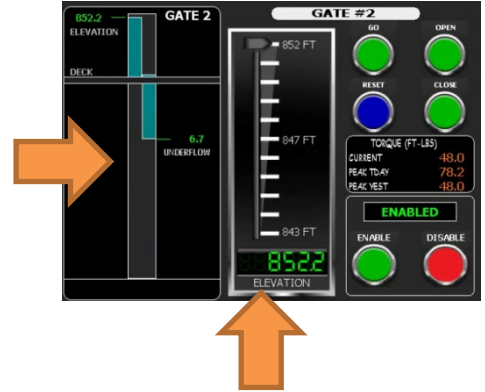 852.2
GATE 2
ELEVATION
DECK
6.7
UNDERFLOW
GATE #2
852 FT
847 FT
843 FT
852.2
ELEVATION
GO
OPEN
RESET
CLOSE
TORQUE (FT-LBS)
CURRENT 48.0
PEAK TDAY 78.2
PEAK YEST 48.0
ENABLED
ENABLE
DISABLE